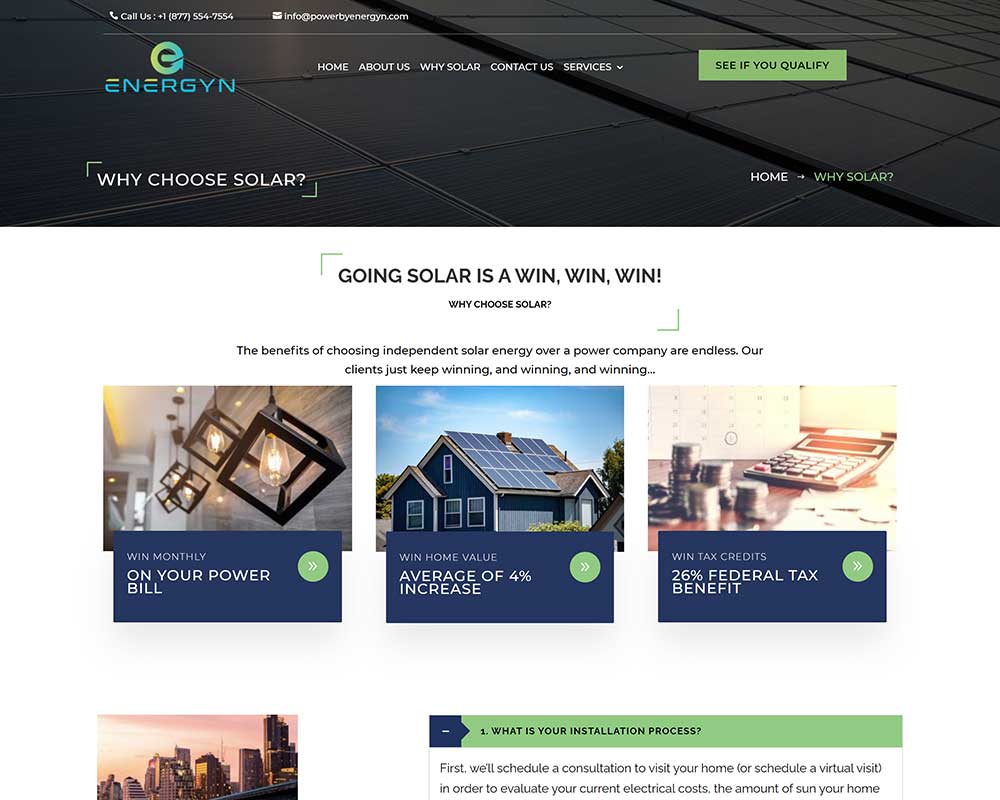 Call Us : +1 (877) 554-7554
info@powerbyenergyn.com
ENERGYN
HOME ABOUT US WHY SOLAR CONTACT US SERVICES
SEE IF YOU QUALIFY
WHY CHOOSE SOLAR?
HOME → WHY SOLAR?
GOING SOLAR IS A WIN, WIN, WIN!
WHY CHOOSE SOLAR?
The benefits of choosing independent solar energy over a power company are endless. Our
clients just keep winning, and winning, and winning...
WIN MONTHLY
ON YOUR POWER
BILL
WIN HOME VALUE
AVERAGE OF 4%
INCREASE
WIN TAX CREDITS
26% FEDERAL TAX
BENEFIT
1. WHAT IS YOUR INSTALLATION PROCESS?
First, we'll schedule a consultation to visit your home (or schedule a virtual visit)
in order to evaluate your current electrical costs, the amount of sun your home